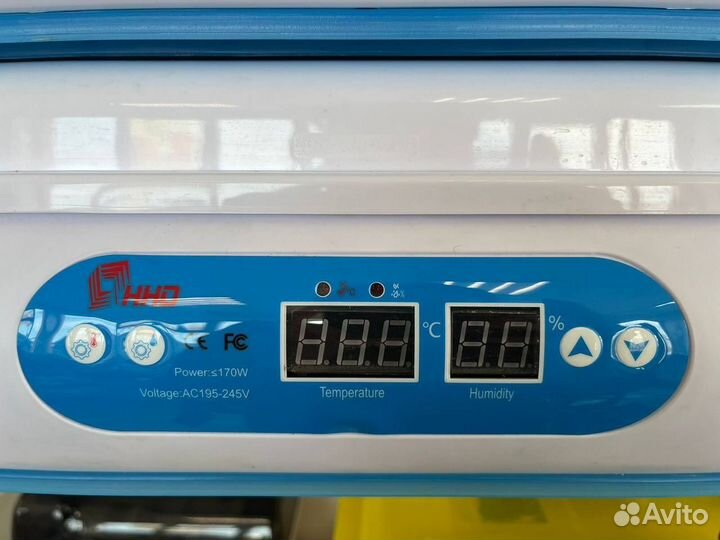 HHD
CE FC
Power:≤170W
Voltage:AC195-245V
°C
Temperature
%
Humidity
Avito